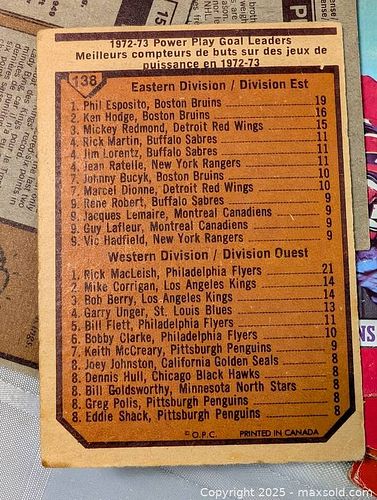 1972-73 Power Play Goal Leaders
Meilleurs compteurs de buts sur des jeux de
puissance en 1972-73
138
Eastern Division / Division Est
1. Phil Esposito, Boston Bruins 19
2. Ken Hodge, Boston Bruins 16
3. Mickey Redmond, Detroit Red Wings 15
4. Rick Martin, Buffalo Sabres 11
4. Jim Lorentz, Buffalo Sabres 11
4. Jean Ratelle, New York Rangers 11
7. Johnny Bucyk, Boston Bruins 10
7. Marcel Dionne, Detroit Red Wings 10
9. Rene Robert, Buffalo Sabres 9
9. Jacques Lemaire, Montreal Canadiens 9
9. Guy Lafleur, Montreal Canadiens 9
9. Vic Hadfield, New York Rangers 9
Western Division / Division Ouest
1. Rick MacLeish, Philadelphia Flyers 21
2. Mike Corrigan, Los Angeles Kings 14
3. Bob Berry, Los Angeles Kings 14
4. Garry Unger, St. Louis Blues 13
5. Bill Flett, Philadelphia Flyers 11
6. Bobby Clarke, Philadelphia Flyers 10
7. Keith McCreary, Pittsburgh Penguins 9
8. Joey Johnston, California Golden Seals 8
8. Dennis Hull, Chicago Black Hawks 8
8. Bill Goldsworthy, Minnesota North Stars 8
8. Greg Polis, Pittsburgh Penguins 8
8. Eddie Shack, Pittsburgh Penguins 8
© O.P.C. PRINTED IN CANADA
NS
Copyright 2025 - maxsold.com